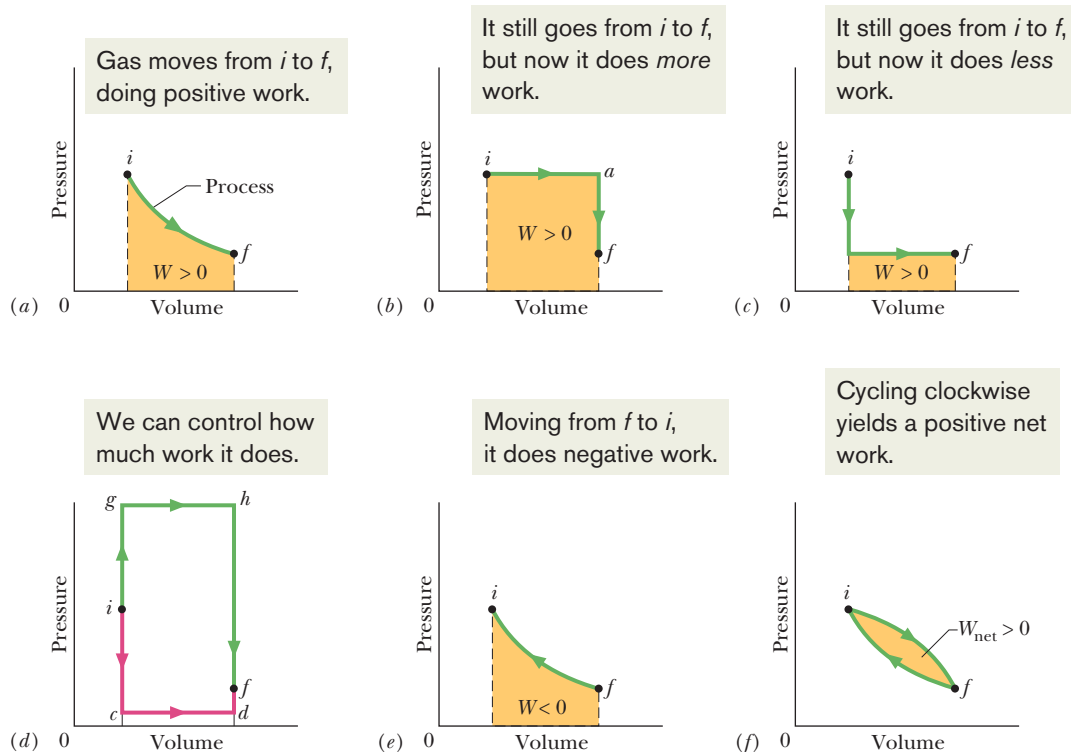 Gas moves from i to f,
doing positive work.
Pressure
i
Process
f
W > 0
(a)
0
Volume
It still goes from i to f,
but now it does more
work.
Pressure
i
a
W > 0
f
(b)
0
Volume
It still goes from i to f,
but now it does less
work.
Pressure
i
f
W > 0
(c)
0
Volume
We can control how
much work it does.
g
h
Pressure
i
f
c
d
(d)
0
Volume
Moving from f to i,
it does negative work.
Pressure
i
f
W < 0
(e)
0
Volume
Cycling clockwise
yields a positive net
work.
Pressure
i
Wnet > 0
f
(f)
0
Volume